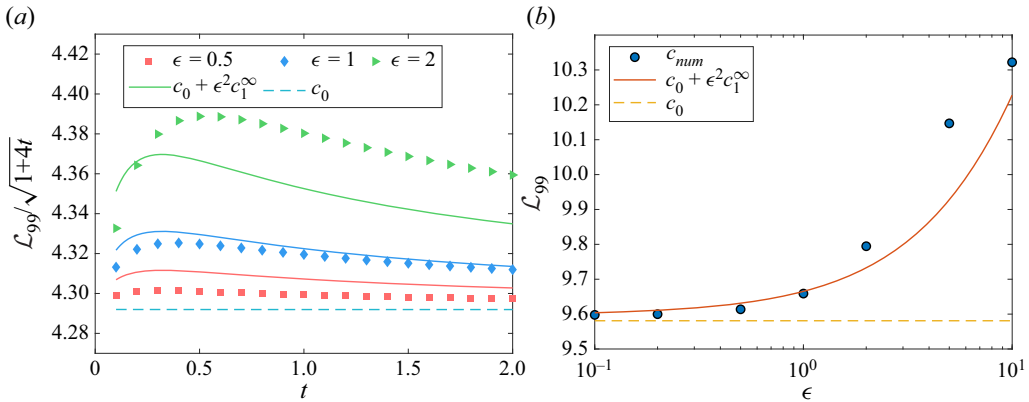 (a)
4.42
4.40
4.38
4.36
4.34
4.32
4.30
4.28
ℒ₉₉/√1+4t
ϵ = 0.5
ϵ = 1
ϵ = 2
c₀ + ϵ²c₁^∞
c₀
0
0.5
1.0
1.5
2.0
t
(b)
10.3
10.2
10.1
10.0
9.9
9.8
9.7
9.6
9.5
ℒ₉₉
c_num
c₀ + ϵ²c₁^∞
c₀
10⁻¹
10⁰
10¹
ϵ